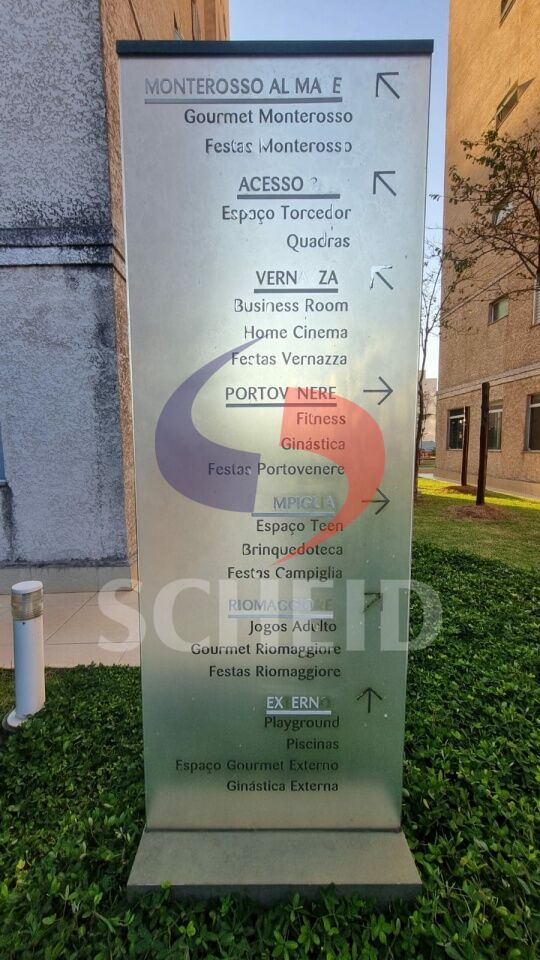 MONTEROSSO AL MA E
Gourmet Monterosso
Festas Monterosso
ACESSO
Espaço Torcedor
Quadras
VERNAZZA
Business Room
Home Cinema
Festas Vernazza
PORTOV NERE
Fitness
Ginástica
Festas Portovenere
MPIGLIA
Espaço Teen
Brinquedoteca
Festas Campiglia
RIOMAGGIORE
Jogos Adulto
Gourmet Riomaggiore
Festas Riomaggiore
EX ERNO
Playground
Piscinas
Espaço Gourmet Externo
Ginástica Externa
SCHEID